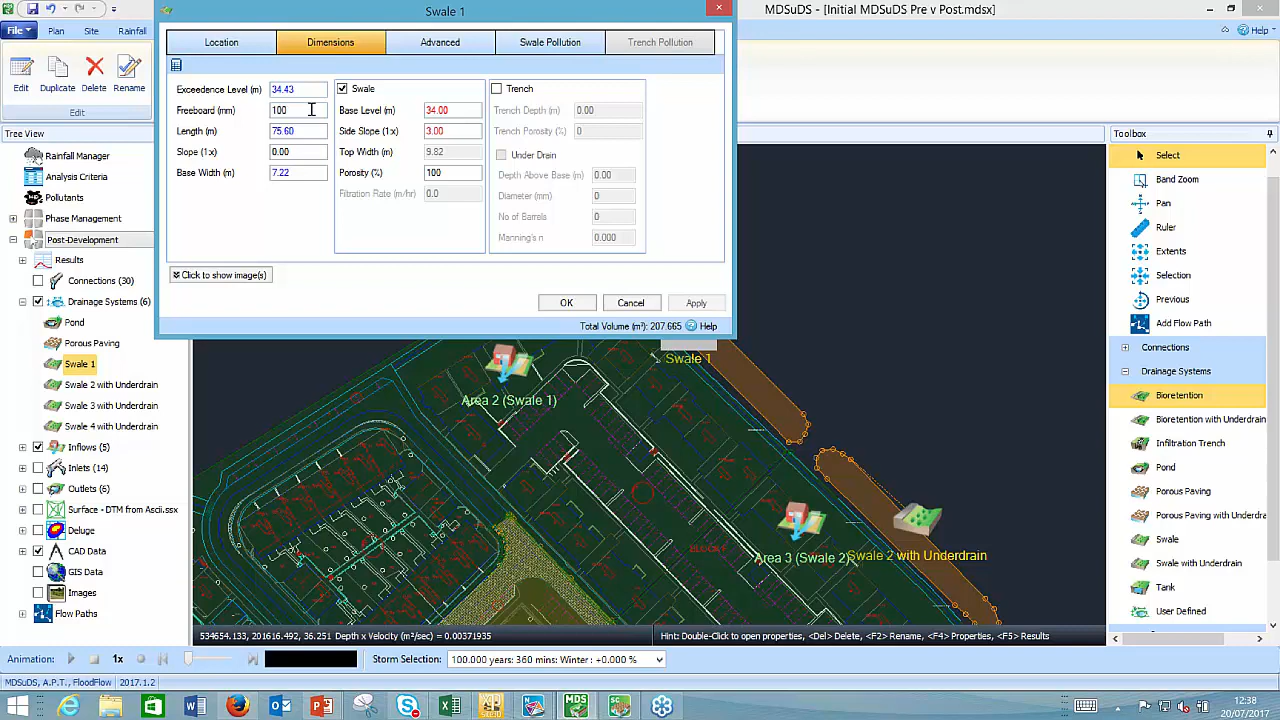 MDSuDS - [Initial MDSuDS Pre v Post.mdsx]
File
Plan
Site
Rainfall
Help
Edit
Duplicate
Delete
Rename
Edit
Swale 1
Location
Dimensions
Advanced
Swale Pollution
Trench Pollution
Exceedence Level (m) 34.43
Freeboard (mm) 100
Length (m) 75.60
Slope (1:x) 0.00
Base Width (m) 7.22
Swale
Base Level (m) 34.00
Side Slope (1:x) 3.00
Top Width (m) 9.82
Porosity (%) 100
Filtration Rate (m/hr) 0.0
Trench
Trench Depth (m) 0.00
Trench Porosity (%) 0
Under Drain
Depth Above Base (m) 0.00
Diameter (mm) 0
No of Barrels 0
Manning's n 0.000
Click to show image(s)
OK
Cancel
Apply
Total Volume (m³): 207.665
Help
Tree View
Rainfall Manager
Analysis Criteria
Pollutants
Phase Management
Post-Development
Results
Connections (30)
Drainage Systems (6)
Pond
Porous Paving
Swale 1
Swale 2 with Underdrain
Swale 3 with Underdrain
Swale 4 with Underdrain
Inflows (5)
Inlets (14)
Outlets (6)
Surface - DTM from Ascii.ssx
Deluge
CAD Data
GIS Data
Images
Flow Paths
Swale 1
Area 2 (Swale 1)
Area 3 (Swale 2)
Swale 2 with Underdrain
Toolbox
Select
Band Zoom
Pan
Ruler
Extents
Selection
Previous
Add Flow Path
Connections
Drainage Systems
Bioretention
Bioretention with Underdrain
Infiltration Trench
Pond
Porous Paving
Porous Paving with Underdra
Swale
Swale with Underdrain
Tank
User Defined
534654.133, 201616.492, 36.251 Depth x Velocity (m²/sec) = 0.00371935
Hint: Double-Click to open properties, <Del> Delete, <F2> Rename, <F4> Properties, <F5> Results
Animation:
1x
Storm Selection:
100.000 years: 360 mins: Winter : +0.000 %
MDSuDS, A.P.T., FloodFlow
2017.1.2
12:38
20/07/2017